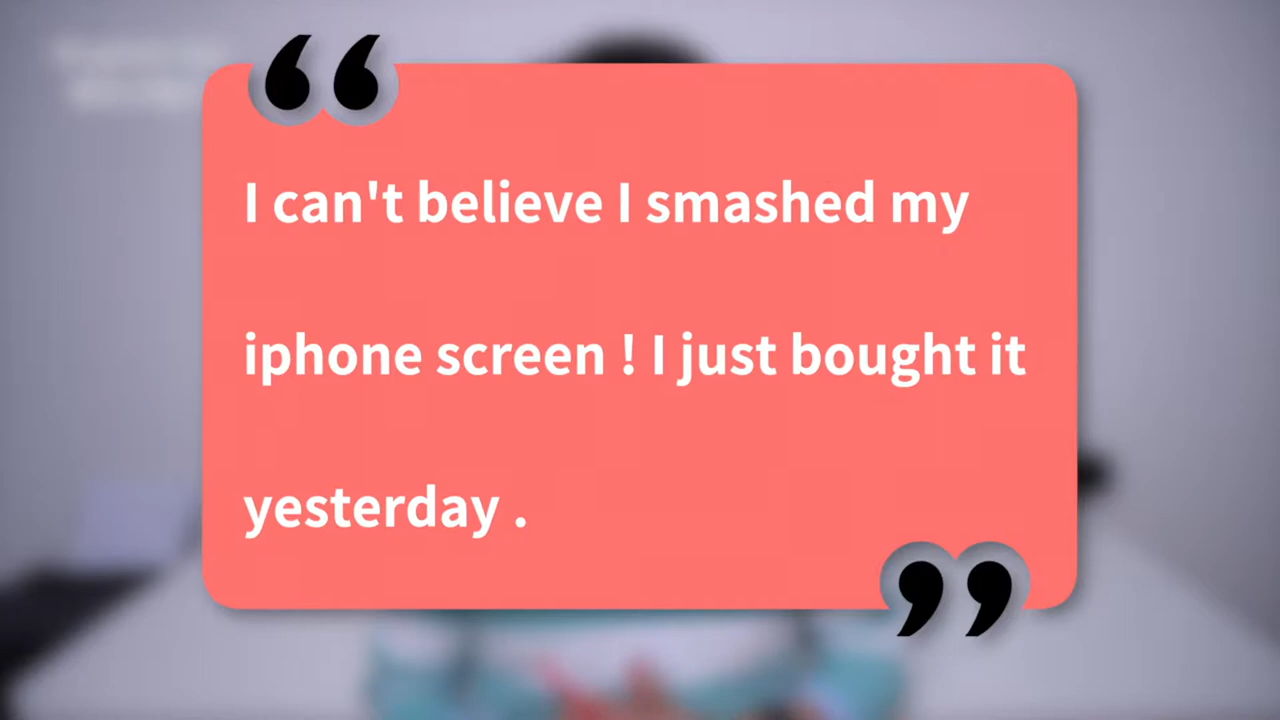 I can't believe I smashed my
iphone screen ! I just bought it
yesterday .